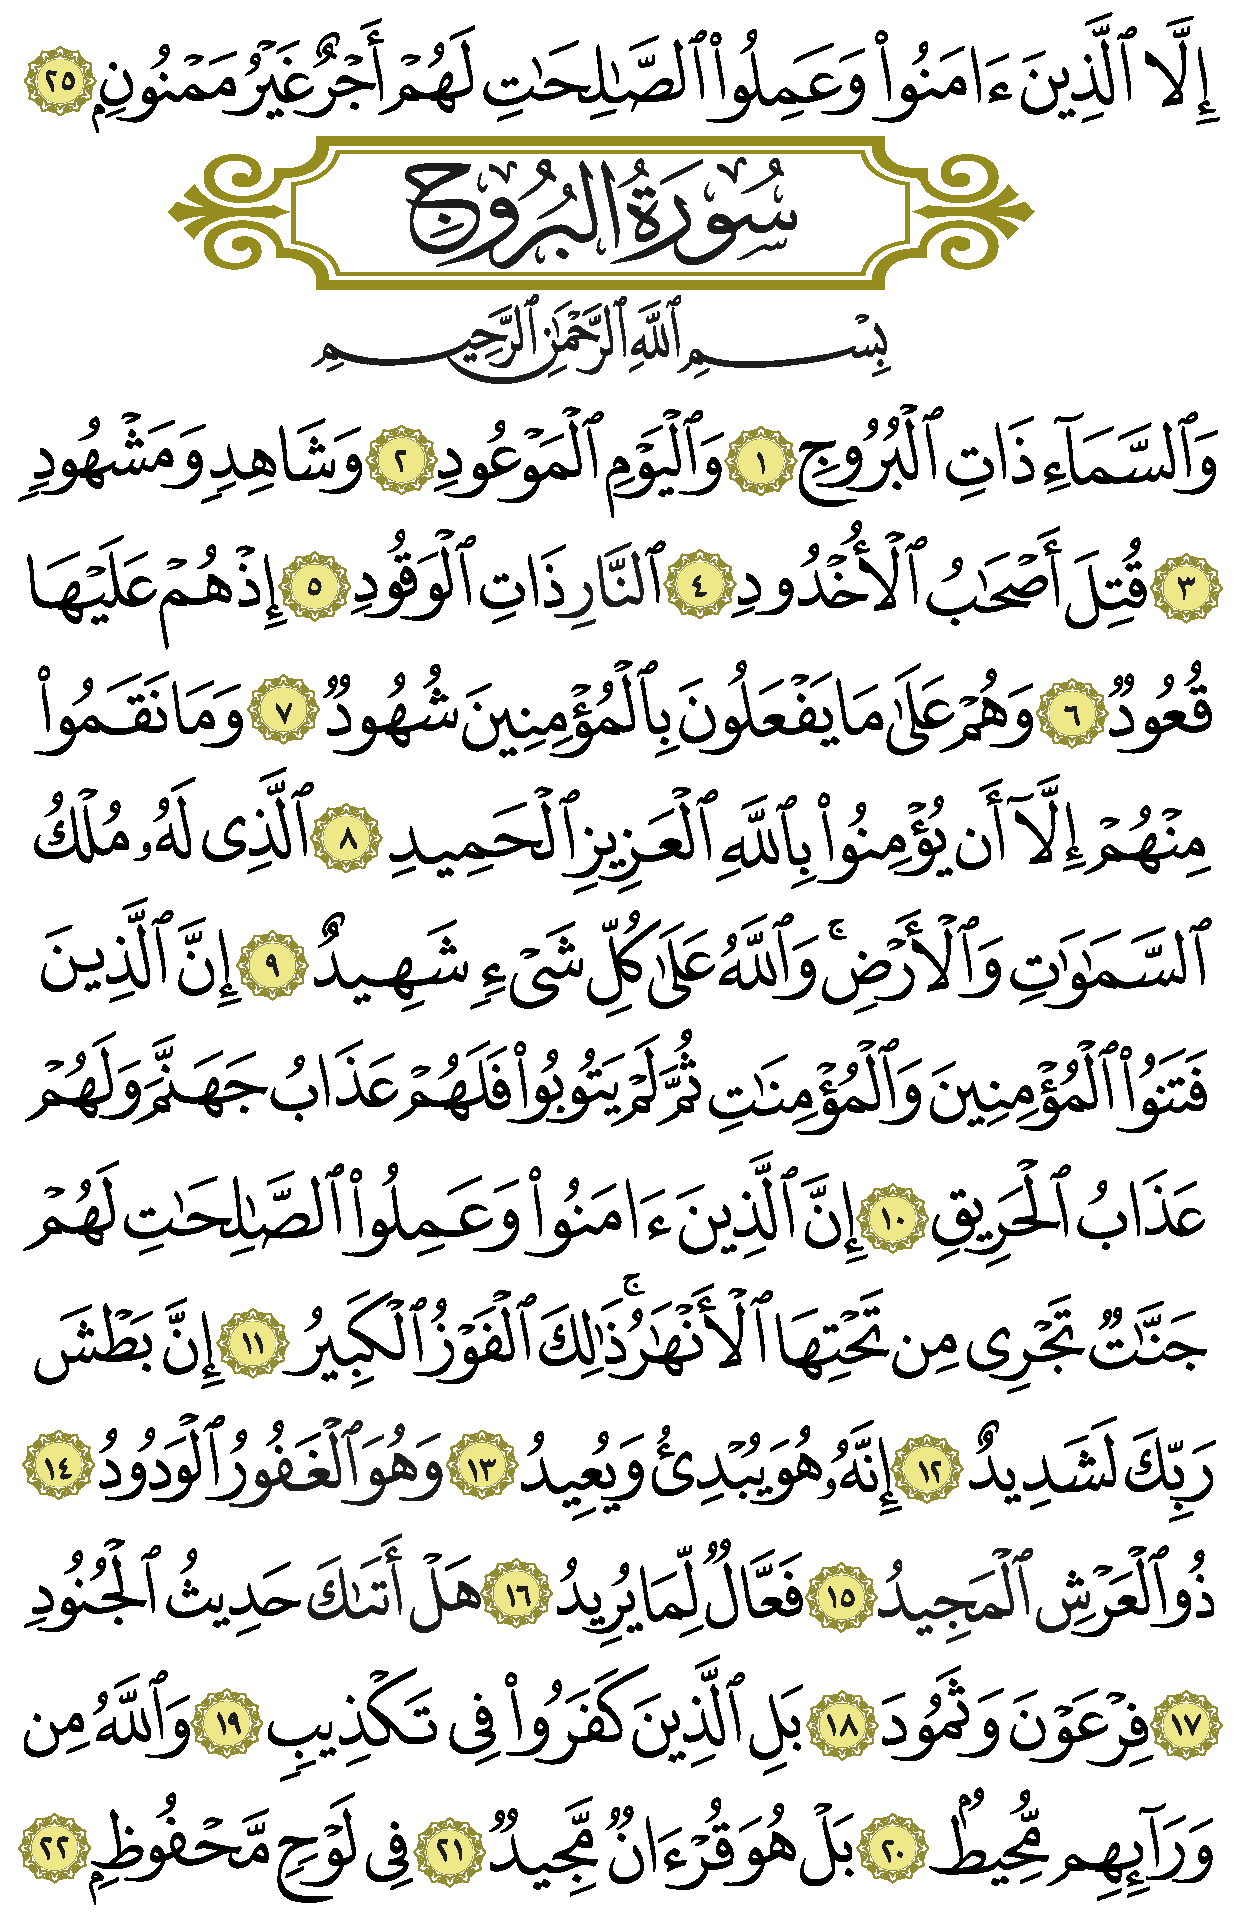 إِلَّا ٱلَّذِينَ ءَامَنُوا۟ وَعَمِلُوا۟ ٱلصَّـٰلِحَـٰتِ لَهُمْ أَجْرٌ غَيْرُ مَمْنُونٍۭ ٢٥
سُورَةُ الْبُرُوجِ
بِسْمِ ٱللَّهِ ٱلرَّحْمَـٰنِ ٱلرَّحِيمِ
وَٱلسَّمَآءِ ذَاتِ ٱلْبُرُوجِ ١ وَٱلْيَوْمِ ٱلْمَوْعُودِ ٢ وَشَاهِدٍ وَمَشْهُودٍ
٣ قُتِلَ أَصْحَـٰبُ ٱلْأُخْدُودِ ٤ ٱلنَّارِ ذَاتِ ٱلْوَقُودِ ٥ إِذْ هُمْ عَلَيْهَا
قُعُودٌ ٦ وَهُمْ عَلَىٰ مَا يَفْعَلُونَ بِٱلْمُؤْمِنِينَ شُهُودٌ ٧ وَمَا نَقَمُوا۟
مِنْهُمْ إِلَّآ أَن يُؤْمِنُوا۟ بِٱللَّهِ ٱلْعَزِيزِ ٱلْحَمِيدِ ٨ ٱلَّذِى لَهُۥ مُلْكُ
ٱلسَّمَـٰوَٰتِ وَٱلْأَرْضِ ۚ وَٱللَّهُ عَلَىٰ كُلِّ شَىْءٍ شَهِيدٌ ٩ إِنَّ ٱلَّذِينَ
فَتَنُوا۟ ٱلْمُؤْمِنِينَ وَٱلْمُؤْمِنَـٰتِ ثُمَّ لَمْ يَتُوبُوا۟ فَلَهُمْ عَذَابُ جَهَنَّمَ وَلَهُمْ
عَذَابُ ٱلْحَرِيقِ ١٠ إِنَّ ٱلَّذِينَ ءَامَنُوا۟ وَعَمِلُوا۟ ٱلصَّـٰلِحَـٰتِ لَهُمْ
جَنَّـٰتٌ تَجْرِى مِن تَحْتِهَا ٱلْأَنْهَـٰرُ ۚ ذَٰلِكَ ٱلْفَوْزُ ٱلْكَبِيرُ ١١ إِنَّ بَطْشَ
رَبِّكَ لَشَدِيدٌ ١٢ إِنَّهُۥ هُوَ يُبْدِئُ وَيُعِيدُ ١٣ وَهُوَ ٱلْغَفُورُ ٱلْوَدُودُ ١٤
ذُو ٱلْعَرْشِ ٱلْمَجِيدُ ١٥ فَعَّالٌ لِّمَا يُرِيدُ ١٦ هَلْ أَتَىٰكَ حَدِيثُ ٱلْجُنُودِ
١٧ فِرْعَوْنَ وَثَمُودَ ١٨ بَلِ ٱلَّذِينَ كَفَرُوا۟ فِى تَكْذِيبٍ ١٩ وَٱللَّهُ مِن
وَرَآئِهِم مُّحِيطٌۢ ٢٠ بَلْ هُوَ قُرْءَانٌ مَّجِيدٌ ٢١ فِى لَوْحٍ مَّحْفُوظٍۭ ٢٢